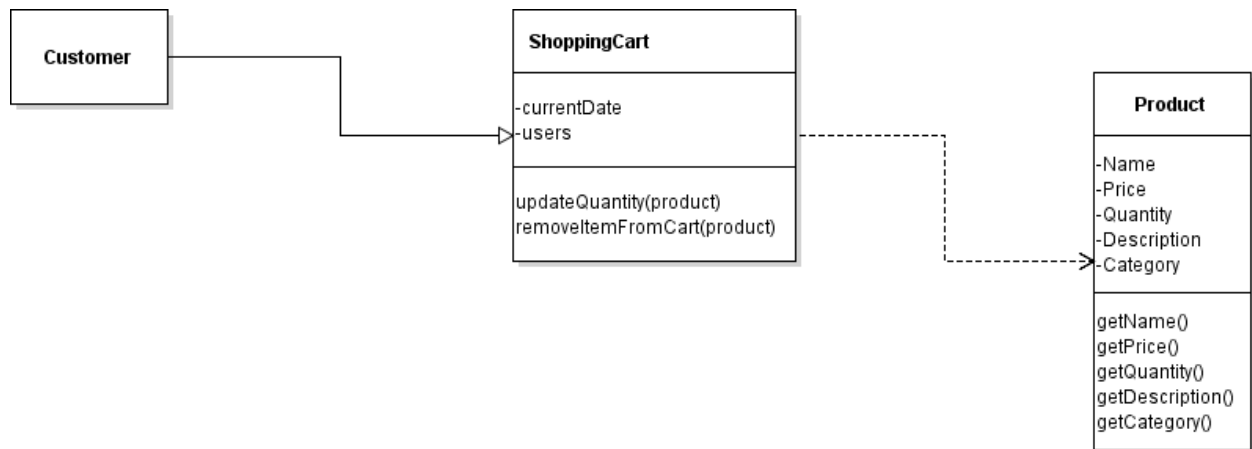 Customer
ShoppingCart
-currentDate
-users
updateQuantity(product)
removeItemFromCart(product)
Product
-Name
-Price
-Quantity
-Description
-Category
getName()
getPrice()
getQuantity()
getDescription()
getCategory()